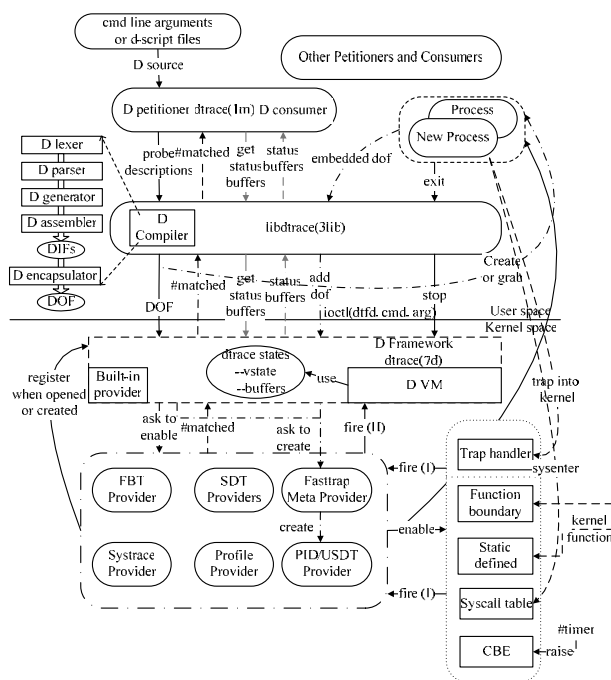 cmd line arguments
or d-script files
Other Petitioners and Consumers
D source
D petitioner dtrace(1m) D consumer
Process
New Process
probe
descriptions
#matched
get
status
buffers
status
buffers
embedded dof
exit
D lexer
D parser
D generator
D assembler
DIFs
D encapsulator
DOF
D
Compiler
libdtrace(3lib)
Create
or grab
DOF
#matched
get
status
buffers
status
buffers
add
dof
stop
ioctl(dtfd, cmd, arg)
User space
Kernel space
D Framework
dtrace(7d)
dtrace states
--vstate
--buffers
use
Built-in
provider
D VM
register
when opened
or created
trap into
kernel
ask to
enable
#matched
ask to
create
fire (II)
fire (I)
Trap handler
sysenter
FBT
Provider
SDT
Providers
Fasttrap
Meta Provider
Function
boundary
create
enable
kernel
function
Systrace
Provider
Profile
Provider
PID/USDT
Provider
Static
defined
fire (I)
Syscall table
#timer
CBE
raise